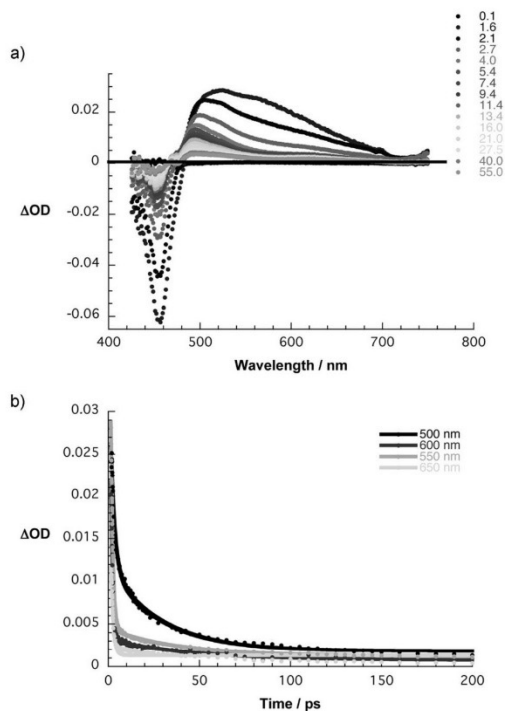 a)
0.1
1.6
2.1
2.7
4.0
5.4
7.4
9.4
11.4
13.4
16.0
21.0
27.5
40.0
55.0
0.02
0
-0.02
-0.04
-0.06
ΔOD
400 500 600 700 800
Wavelength / nm
b)
0.03
0.025
0.02
0.015
0.01
0.005
0
ΔOD
500 nm
600 nm
550 nm
650 nm
0 50 100 150 200
Time / ps